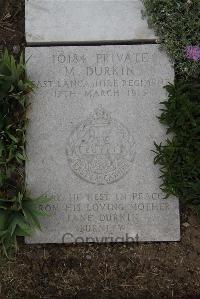 10184 PRIVATE
M. DURKIN
EAST LANCASHIRE REGIMENT
17TH MARCH 1915
MAY HE REST IN PEACE
FROM HIS LOVING MOTHER
JANE DURKIN
BURNLEY
Copyright